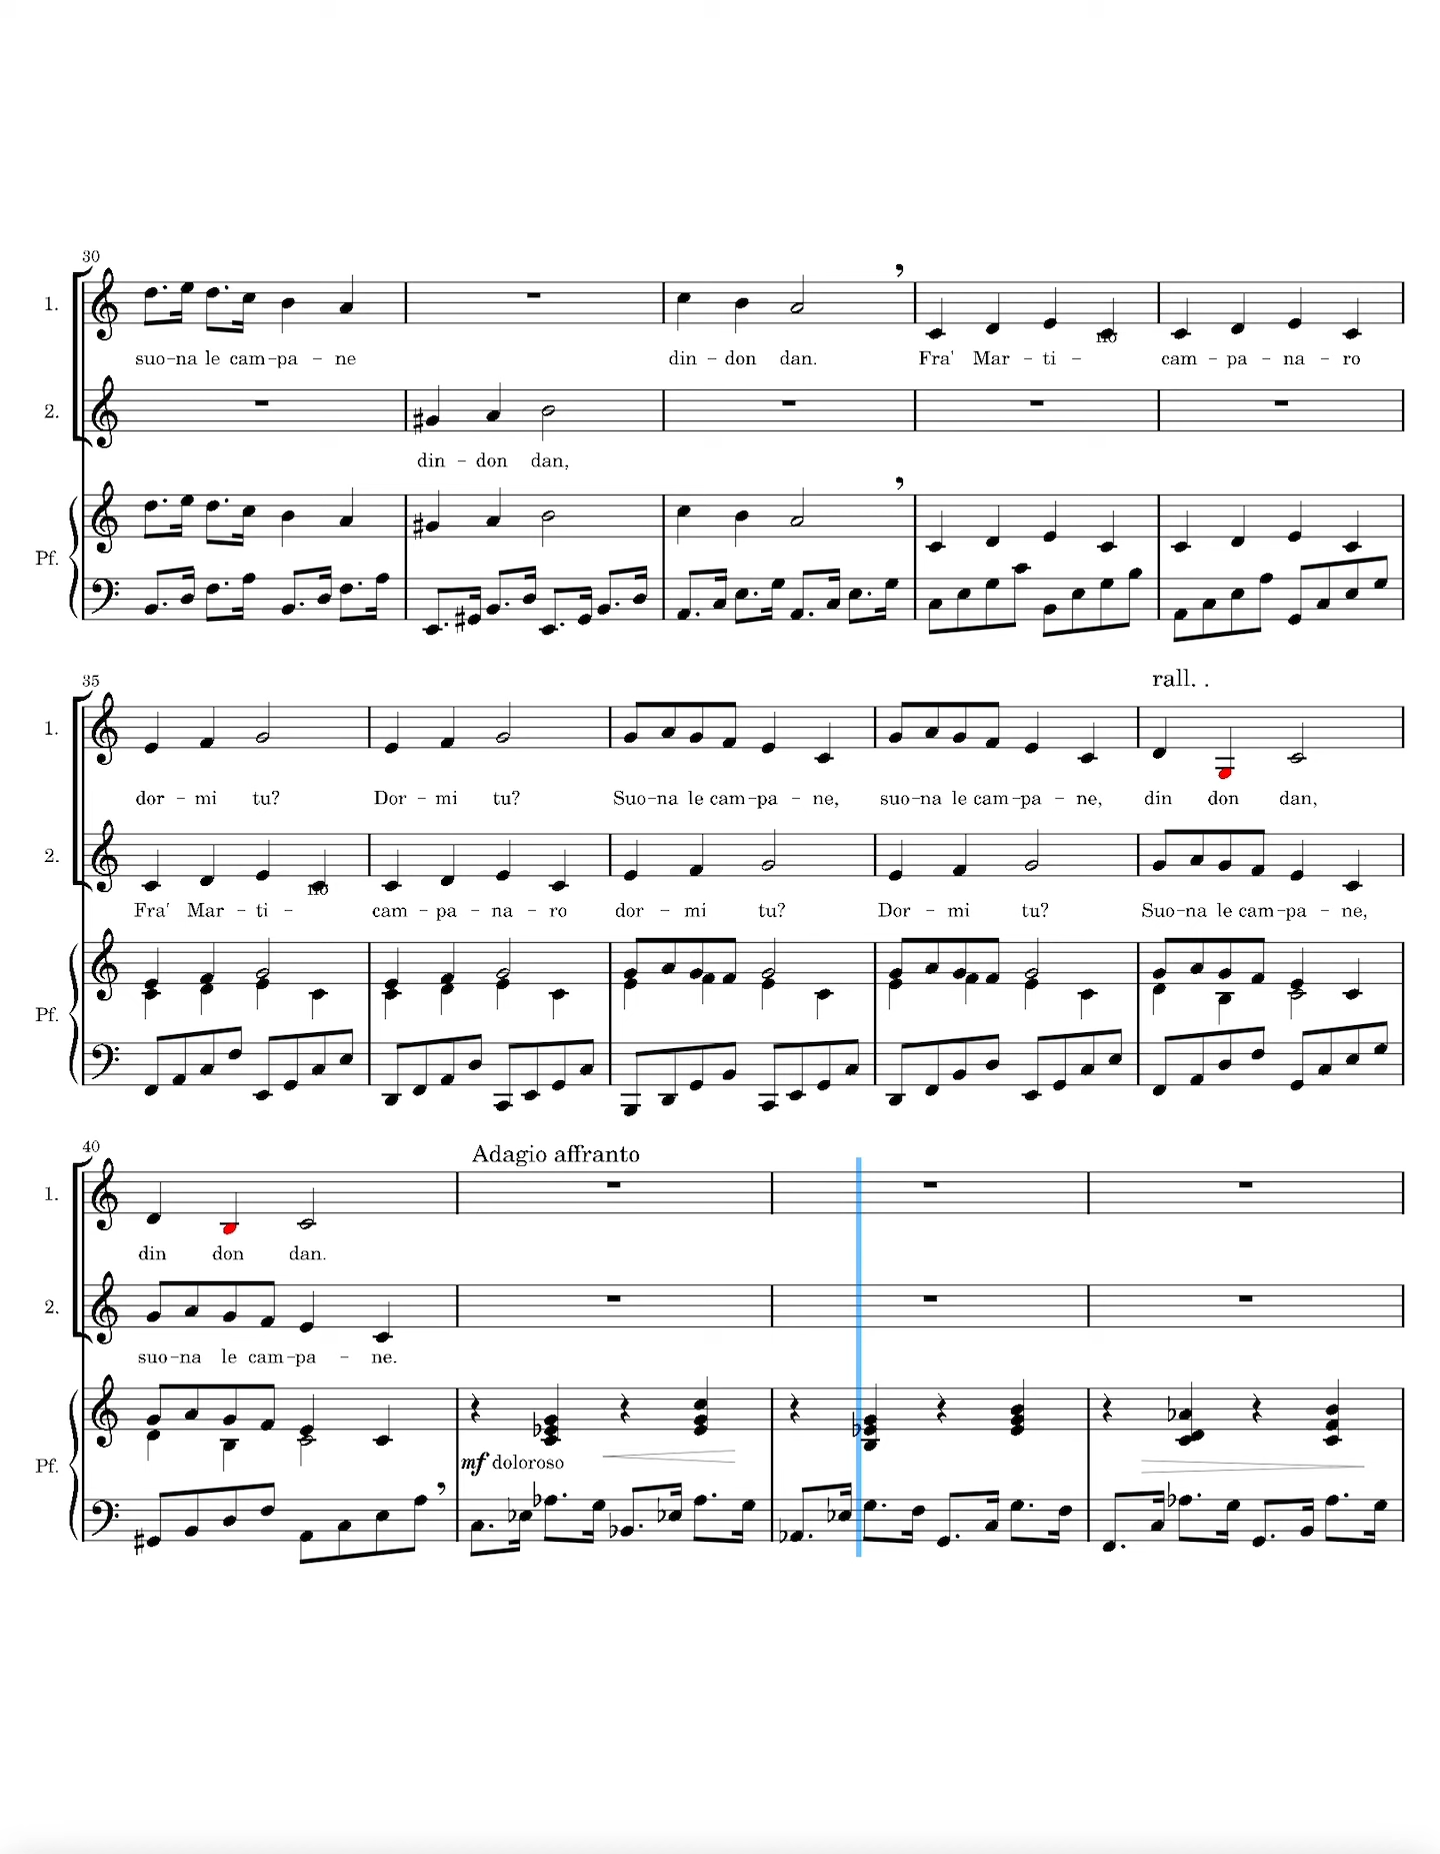 30
1.
suo-na le cam-pa - ne din - don dan. Fra' Mar - ti - no cam - pa - na - ro
2.
din - don dan,
Pf.
35
rall. .
1.
dor - mi tu? Dor - mi tu? Suo-na le cam-pa - ne, suo-na le cam-pa - ne, din don dan,
2.
Fra' Mar - ti - no cam - pa - na - ro dor - mi tu? Dor - mi tu? Suo-na le cam-pa - ne,
Pf.
40
Adagio affranto
1.
din don dan.
2.
suo-na le cam-pa - ne.
Pf.
mf doloroso